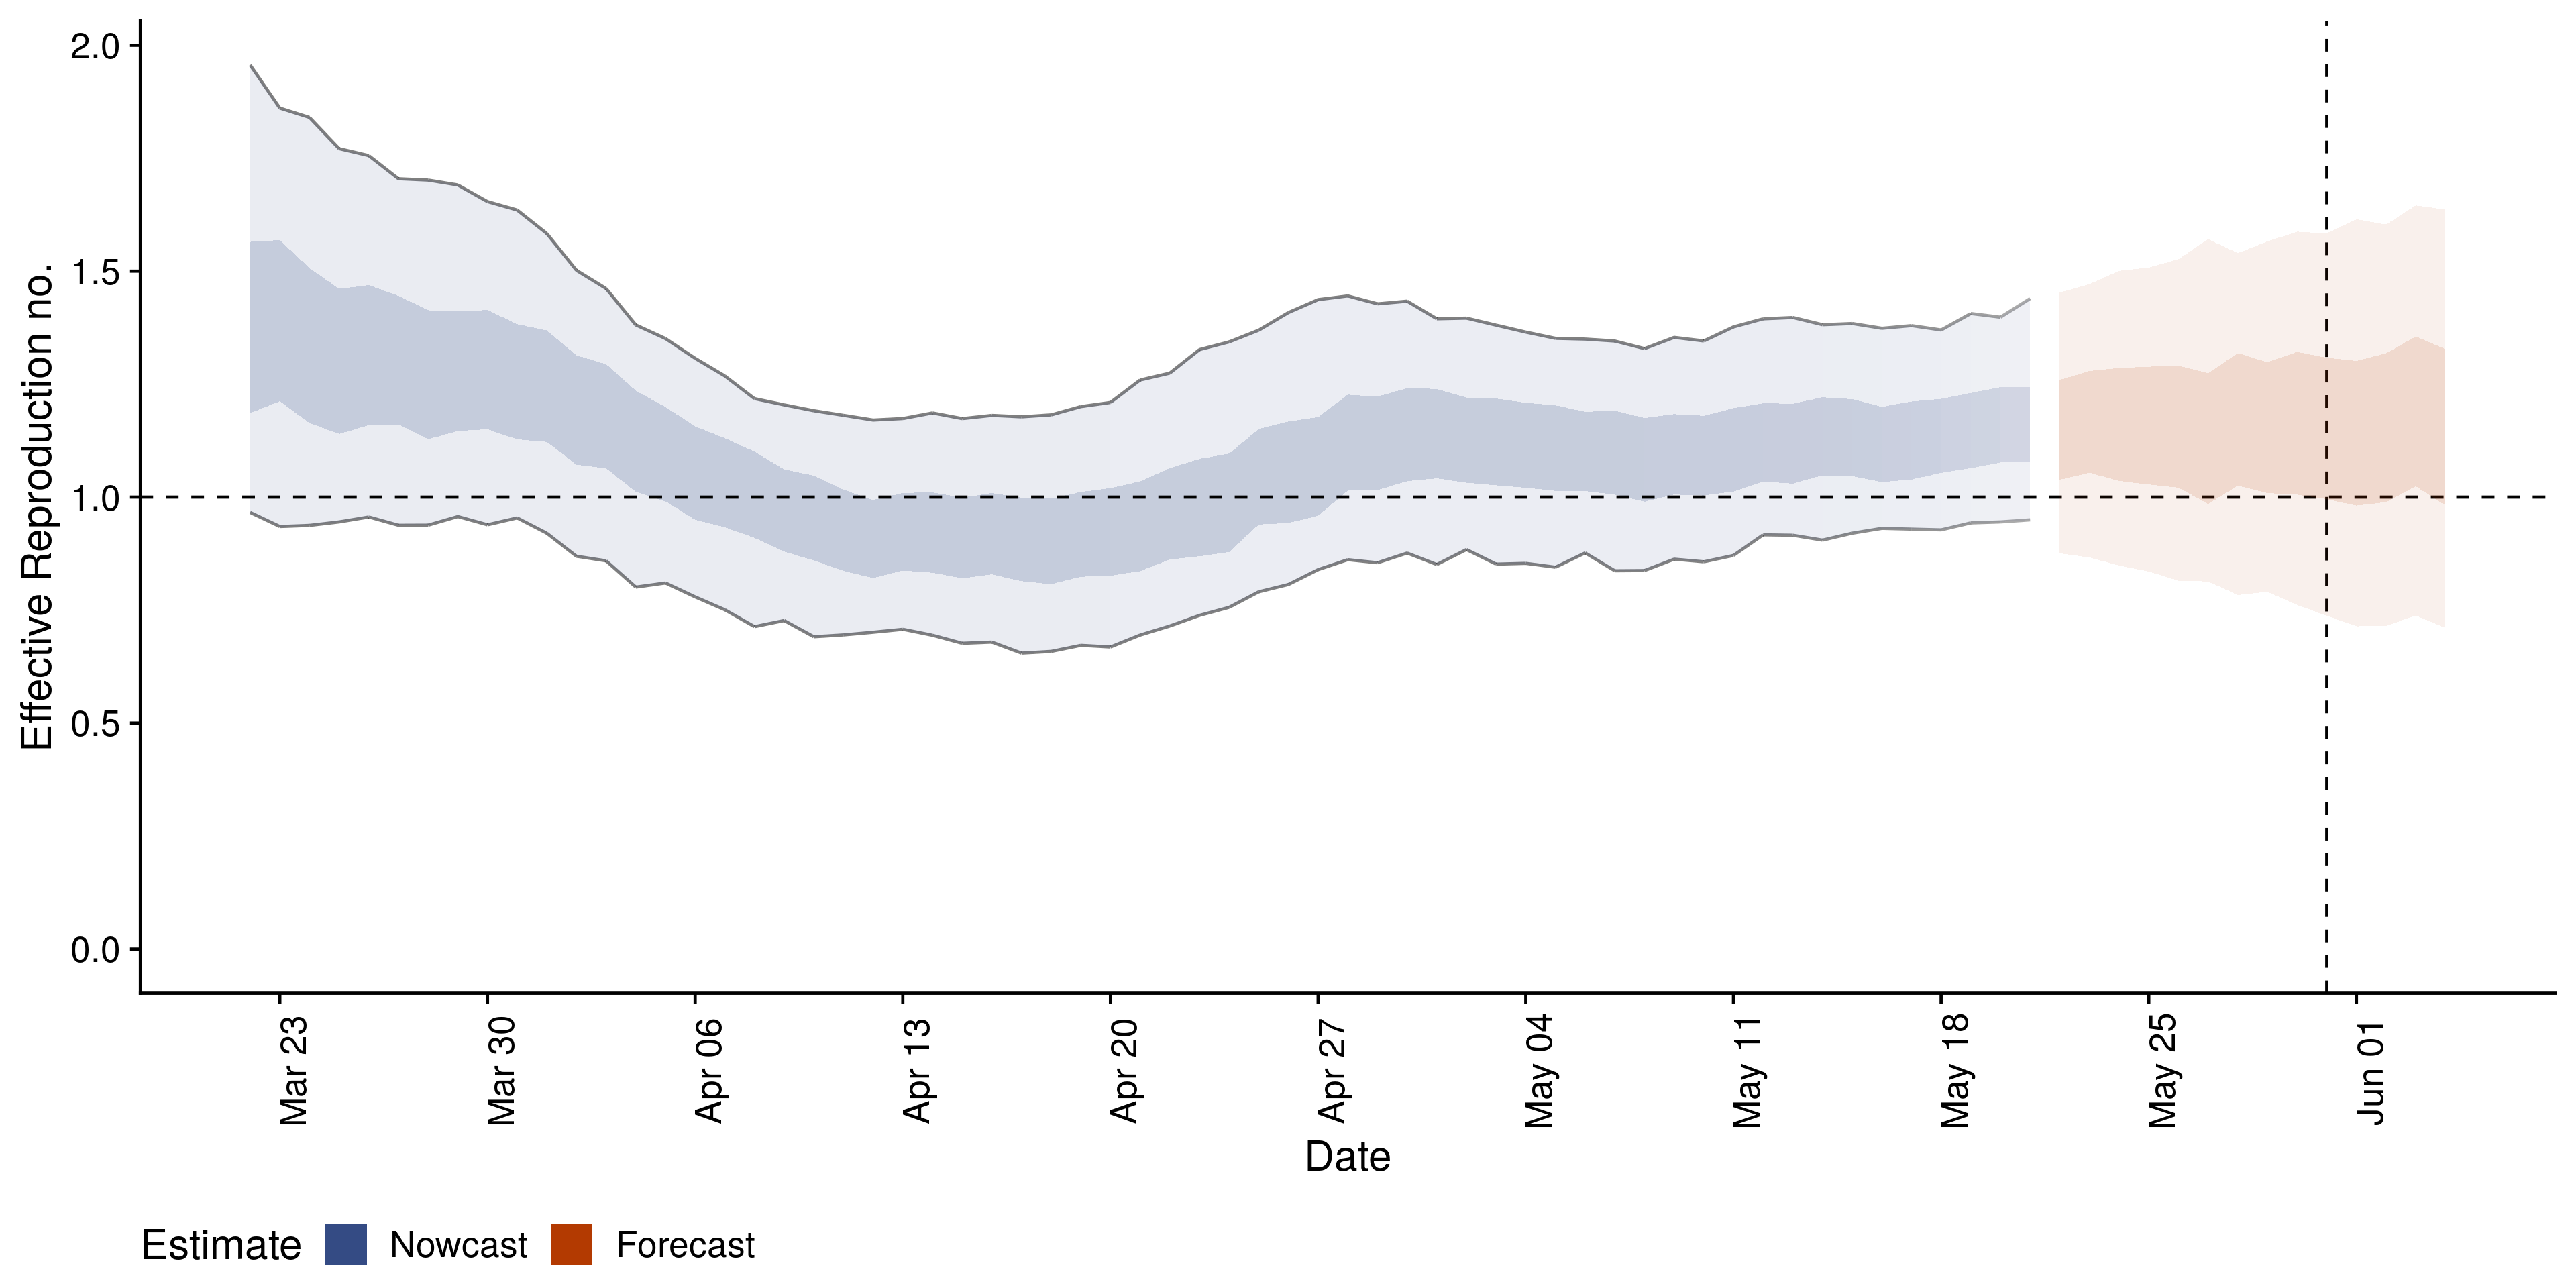 Effective Reproduction no.
2.0
1.5
1.0
0.5
0.0
Mar 23
Mar 30
Apr 06
Apr 13
Apr 20
Apr 27
May 04
May 11
May 18
May 25
Jun 01
Date
Estimate Nowcast Forecast